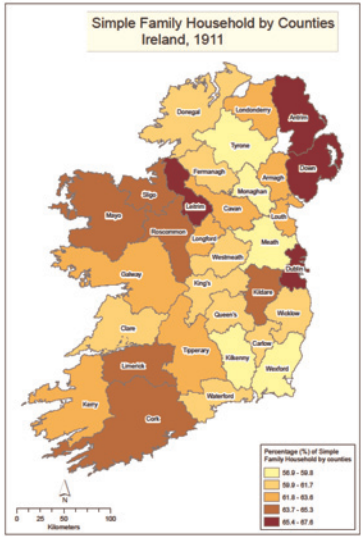 Simple Family Household by Counties
Ireland, 1911
Donegal
Londonderry
Antrim
Tyrone
Down
Fermanagh
Armagh
Monaghan
Sligo
Leitrim
Cavan
Louth
Mayo
Roscommon
Longford
Meath
Westmeath
Dublin
Galway
King's
Kildare
Queen's
Wicklow
Clare
Carlow
Tipperary
Kilkenny
Limerick
Wexford
Waterford
Kerry
Cork
N
0 25 50 100
Kilometers
Percentage (%) of Simple
Family Household by counties
56.9 - 59.8
59.9 - 61.7
61.8 - 63.6
63.7 - 65.3
65.4 - 67.6